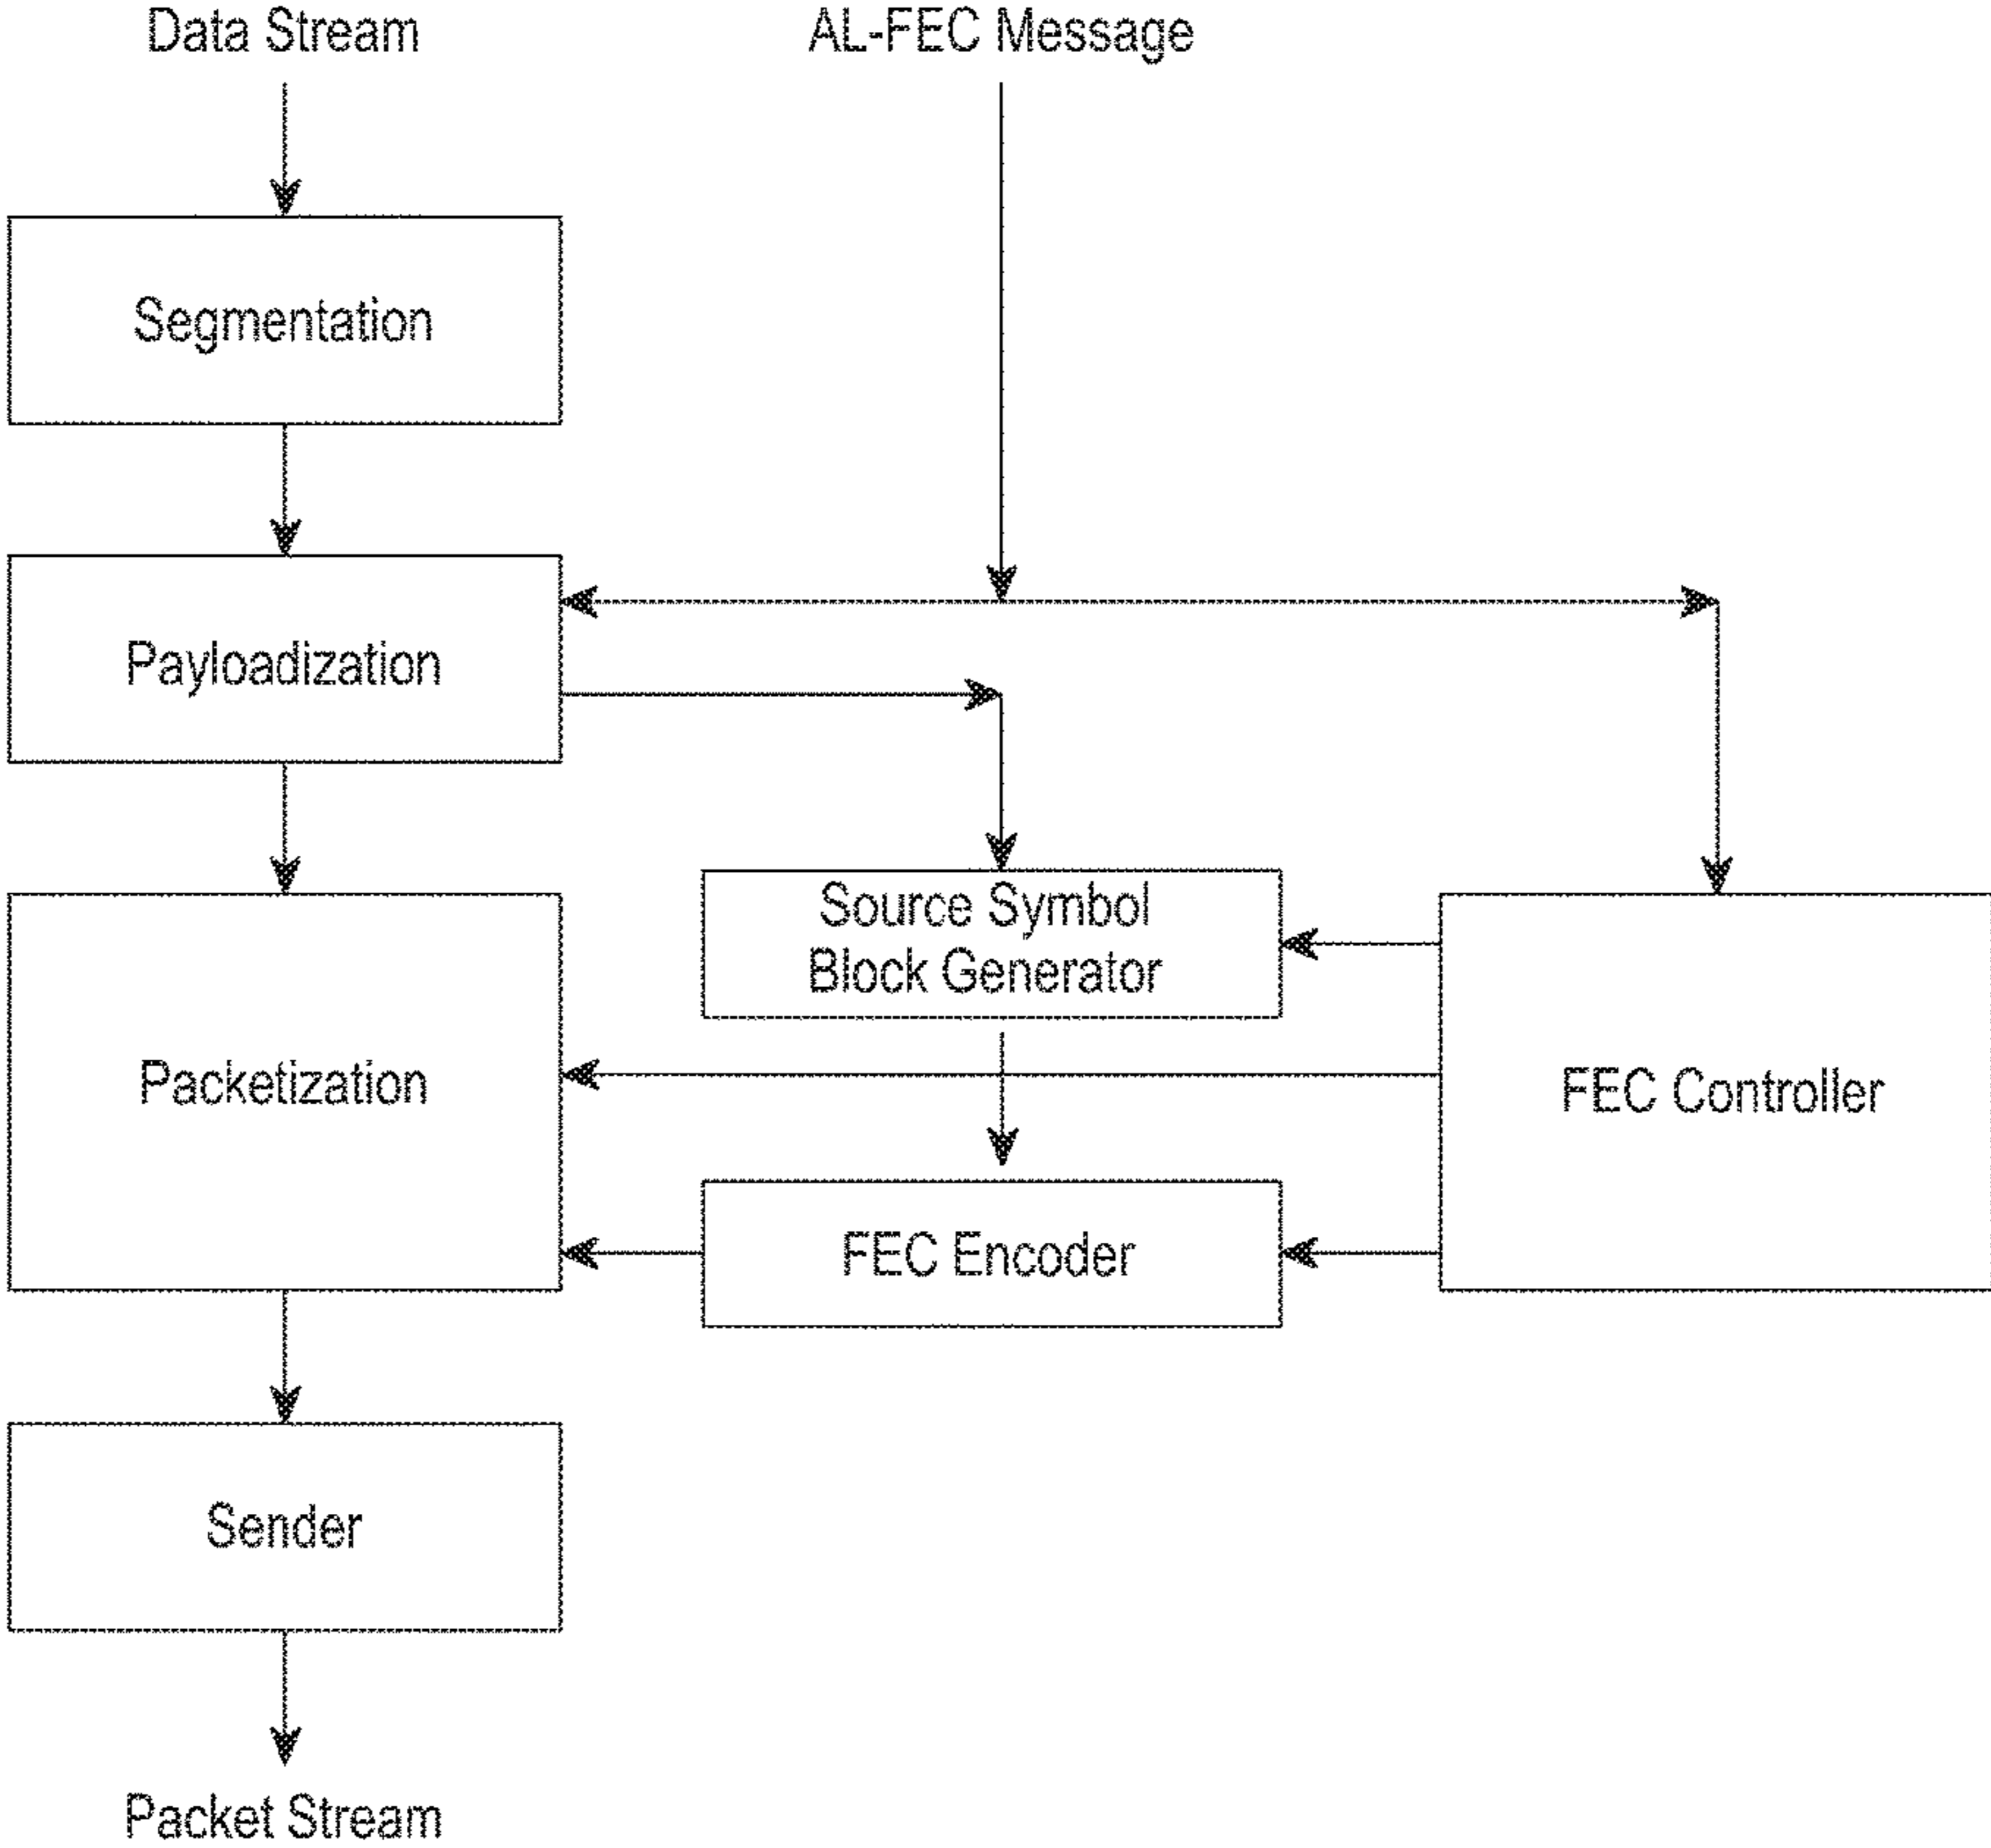 Data Stream
AL-FEC Message
Segmentation
Payloadization
Source Symbol
Block Generator
Packetization
FEC Controller
FEC Encoder
Sender
Packet Stream